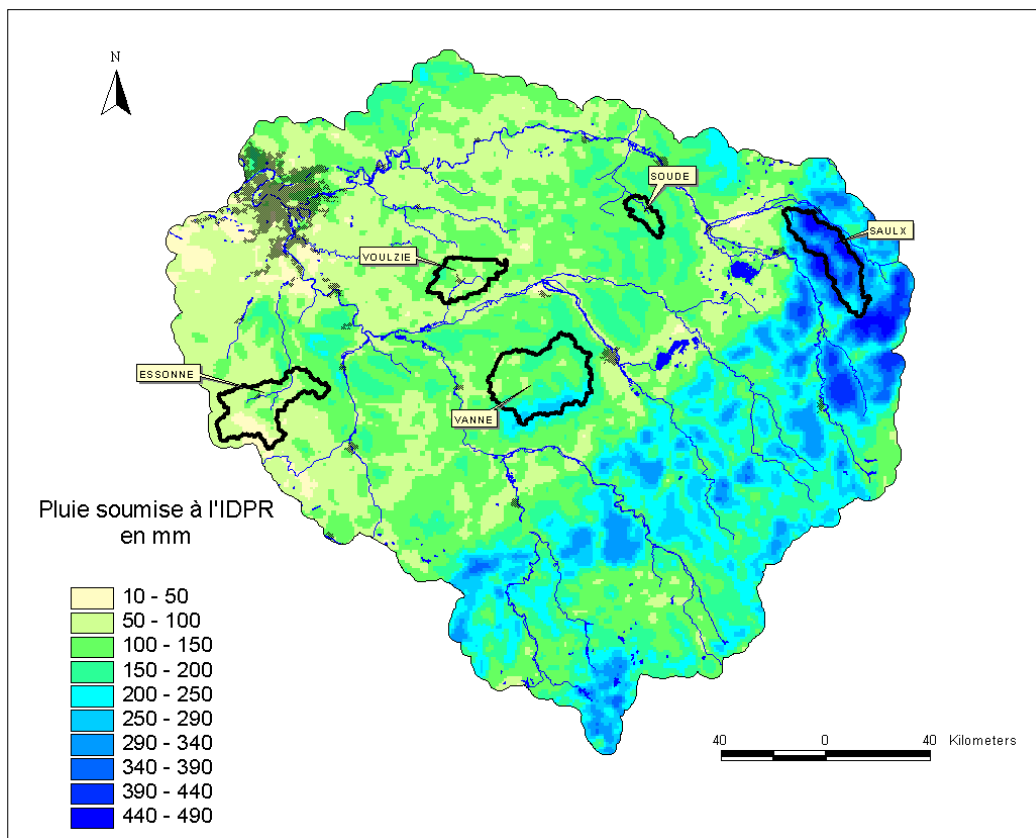 N
SOUDE
SAULX
VOULZIE
ESSONNE
VANNE
Pluie soumise à l'IDPR
en mm
10 - 50
50 - 100
100 - 150
150 - 200
200 - 250
250 - 290
290 - 340
340 - 390
390 - 440
440 - 490
40 0 40 Kilometers